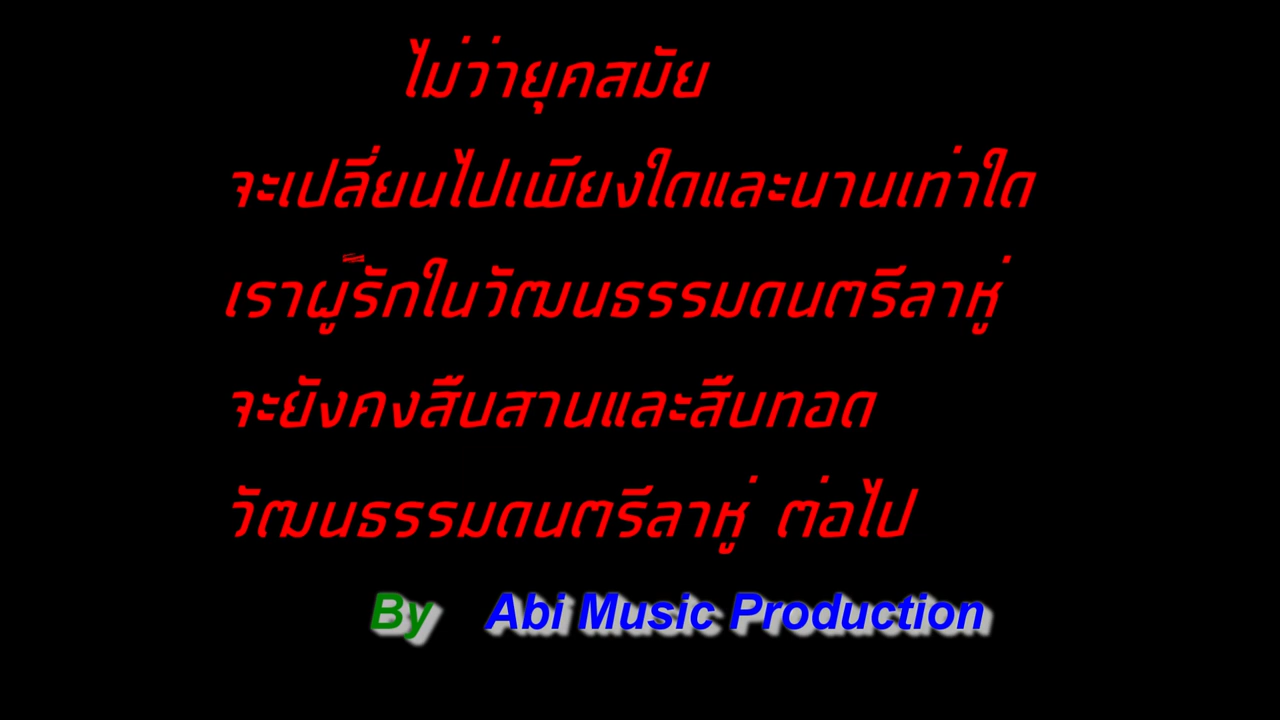 ไม่ว่ายุคสมัย
จะเปลี่ยนไปเพียงใดและนานเท่าใด
เราผู้รักในวัฒนธรรมดนตรีลาหู่
จะยังคงสืบสานและสืบทอด
วัฒนธรรมดนตรีลาหู่ ต่อไป
By Abi Music Production